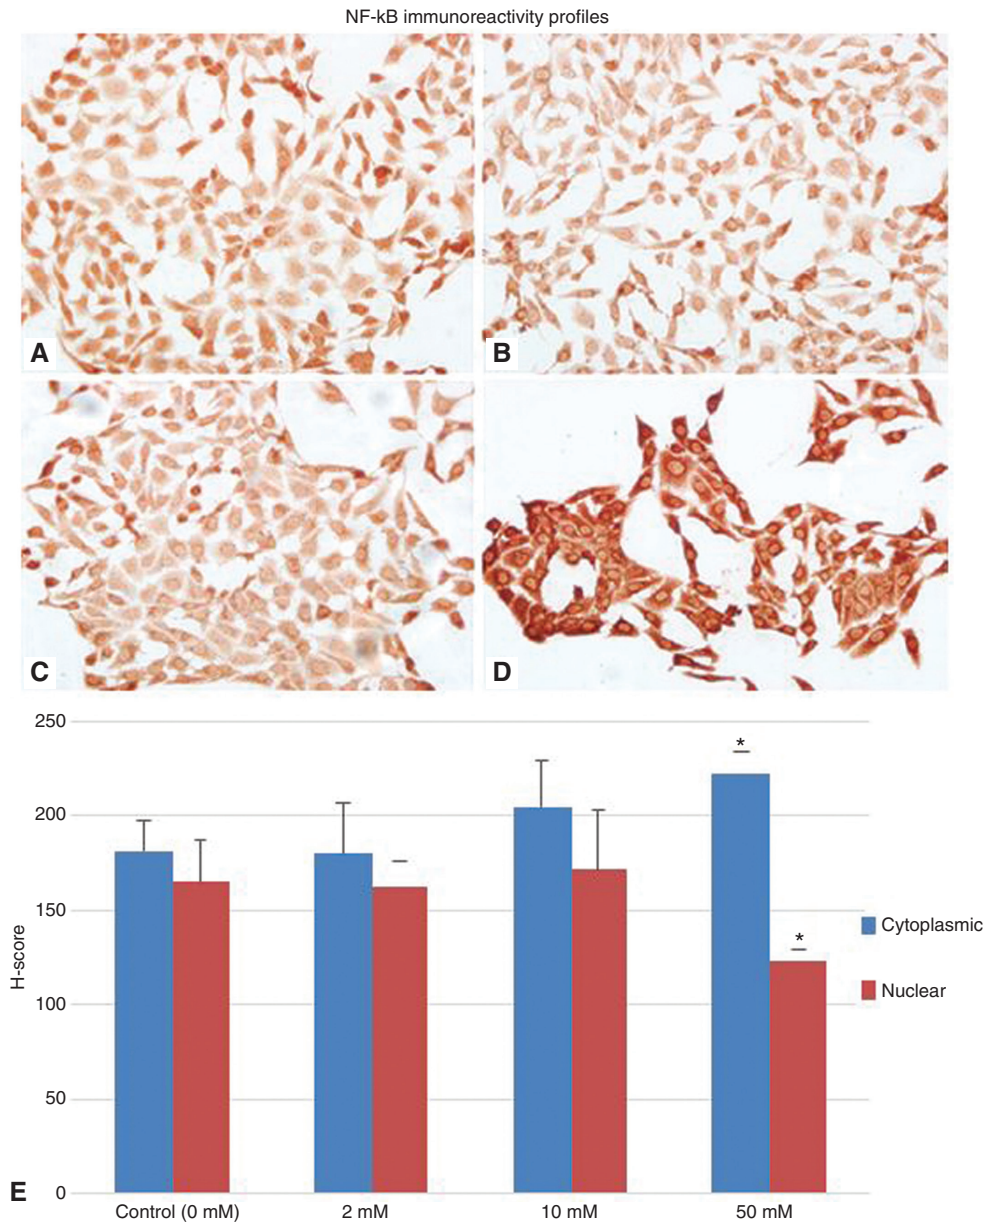 NF-kB immunoreactivity profiles
A
B
C
D
250
200
150
100
50
0
H-score
*
*
Cytoplasmic
Nuclear
E
Control (0 mM)
2 mM
10 mM
50 mM